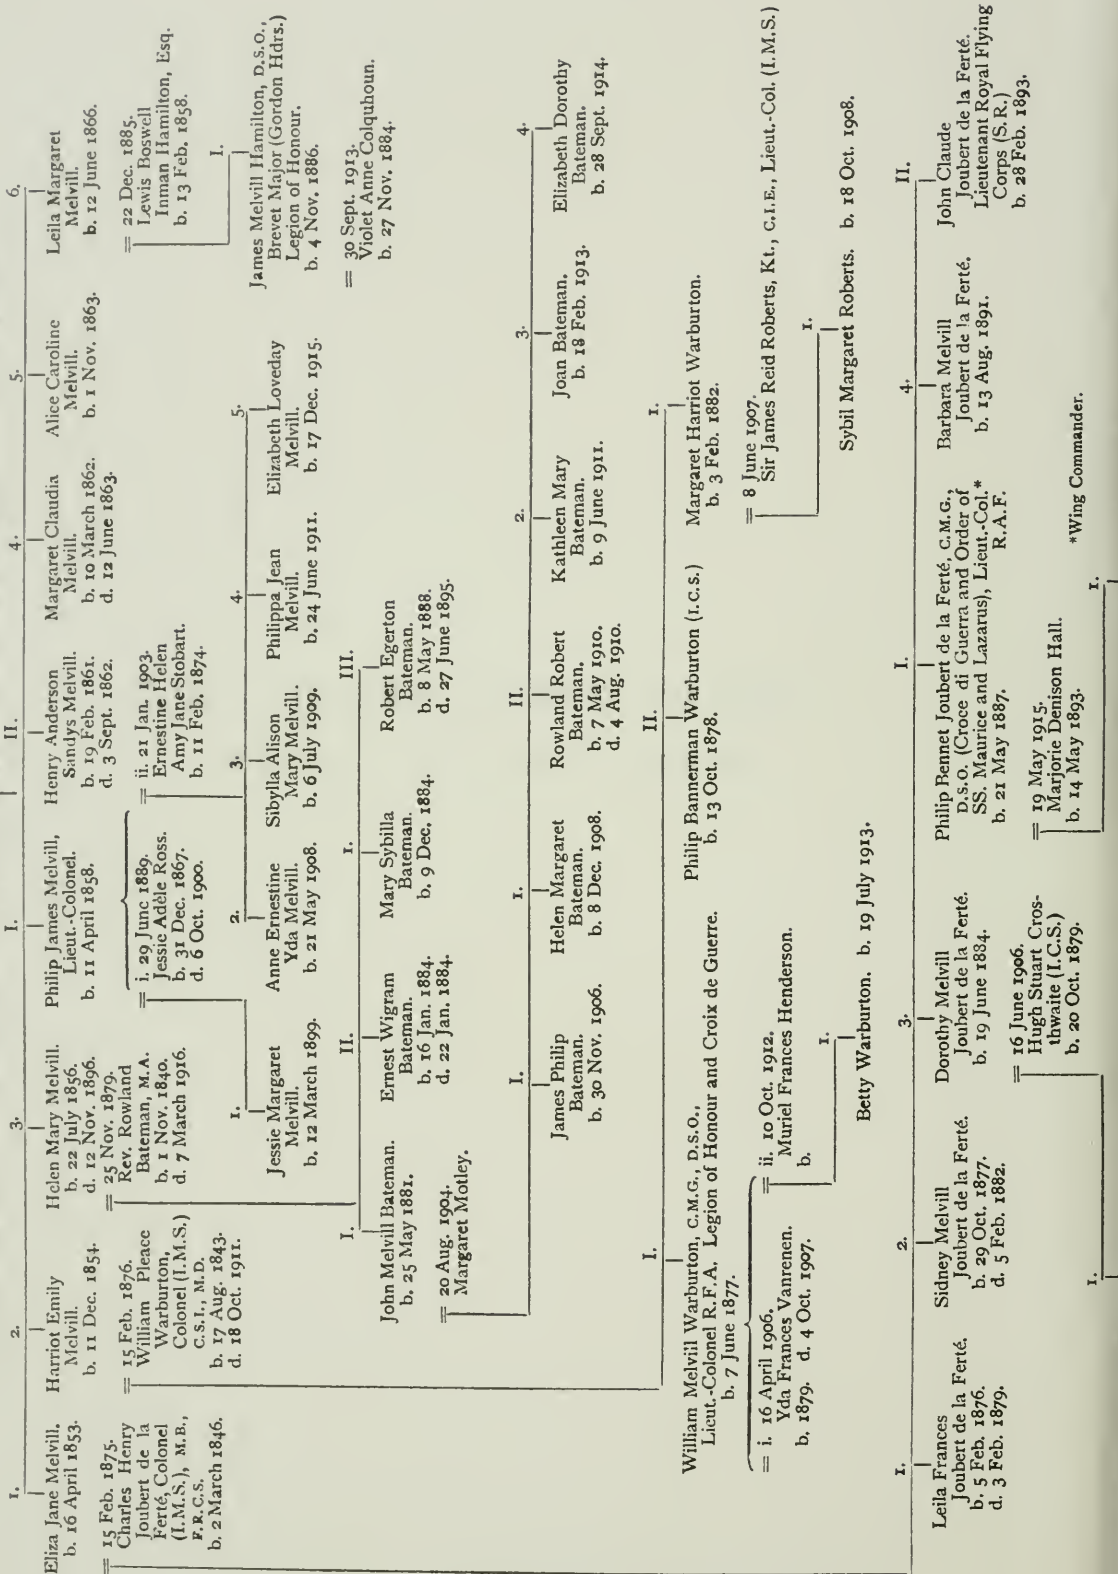 1.
Eliza Jane Melvill.
b. 16 April 1853.
= 15 Feb. 1875.
Charles Henry
Joubert de la
Ferté, Colonel
(I.M.S.), M.B.,
F.R.C.S.
b. 2 March 1846.
2.
Harriot Emily
Melvill.
b. 11 Dec. 1854.
= 15 Feb. 1876.
William Pleace
Warburton,
Colonel (I.M.S.)
C.S.I., M.D.
b. 17 Aug. 1843.
d. 18 Oct. 1911.
3.
Helen Mary Melvill.
b. 22 July 1856.
d. 12 Nov. 1896.
= 25 Nov. 1879.
Rev. Rowland
Bateman, M.A.
b. 1 Nov. 1840.
d. 7 March 1916.
I.
Philip James Melvill,
Lieut.-Colonel.
b. 11 April 1858.
= i. 29 June 1889.
Jessie Adèle Ross.
b. 31 Dec. 1867.
d. 6 Oct. 1900.
= ii. 21 Jan. 1903.
Ernestine Helen
Amy Jane Stobart.
b. 11 Feb. 1874.
II.
Henry Anderson
Sandys Melvill.
b. 19 Feb. 1861.
d. 3 Sept. 1862.
4.
Margaret Claudia
Melvill.
b. 10 March 1862.
d. 12 June 1863.
5.
Alice Caroline
Melvill.
b. 1 Nov. 1863.
6.
Leila Margaret
Melvill.
b. 12 June 1866.
= 22 Dec. 1885.
Lewis Boswell
Inman Hamilton, Esq.
b. 13 Feb. 1858.
I.
James Melvill Hamilton, D.S.O.,
Brevet Major (Gordon Hdrs.)
Legion of Honour.
b. 4 Nov. 1886.
= 30 Sept. 1913.
Violet Anne Colquhoun.
b. 27 Nov. 1884.
1.
Jessie Margaret
Melvill.
b. 12 March 1899.
2.
Anne Ernestine
Yda Melvill.
b. 21 May 1908.
3.
Sibylla Alison
Mary Melvill.
b. 6 July 1909.
4.
Philippa Jean
Melvill.
b. 24 June 1911.
5.
Elizabeth Loveday
Melvill.
b. 17 Dec. 1915.
I.
John Melvill Bateman.
b. 25 May 1881.
= 20 Aug. 1904.
Margaret Motley.
II.
Ernest Wigram
Bateman.
b. 16 Jan. 1884.
d. 22 Jan. 1884.
I.
Mary Sybilla
Bateman.
b. 9 Dec. 1884.
III.
Robert Egerton
Bateman.
b. 8 May 1888.
d. 27 June 1895.
I.
James Philip
Bateman.
b. 30 Nov. 1906.
1.
Helen Margaret
Bateman.
b. 8 Dec. 1908.
II.
Rowland Robert
Bateman.
b. 7 May 1910.
d. 4 Aug. 1910.
2.
Kathleen Mary
Bateman.
b. 9 June 1911.
3.
Joan Bateman.
b. 18 Feb. 1913.
4.
Elizabeth Dorothy
Bateman.
b. 28 Sept. 1914.
I.
William Melvill Warburton, C.M.G., D.S.O.,
Lieut.-Colonel R.F.A. Legion of Honour and Croix de Guerre.
b. 7 June 1877.
= i. 16 April 1906.
Yda Frances Vanrenen.
b. 1879. d. 4 Oct. 1907.
= ii. 10 Oct. 1912.
Muriel Frances Henderson.
b.
1.
Betty Warburton. b. 19 July 1913.
II.
Philip Bannerman Warburton (I.C.S.)
b. 13 Oct. 1878.
1.
Margaret Harriot Warburton.
b. 3 Feb. 1882.
= 8 June 1907.
Sir James Reid Roberts, Kt., C.I.E., Lieut.-Col. (I.M.S.)
1.
Sybil Margaret Roberts. b. 18 Oct. 1908.
1.
Leila Frances
Joubert de la Ferté.
b. 5 Feb. 1876.
d. 3 Feb. 1879.
2.
Sidney Melvill
Joubert de la Ferté.
b. 29 Oct. 1877.
d. 5 Feb. 1882.
3.
Dorothy Melvill
Joubert de la Ferté.
b. 19 June 1884.
= 16 June 1906.
Hugh Stuart Cros-
thwaite (I.C.S.)
b. 20 Oct. 1879.
1.
I.
Philip Bennet Joubert de la Ferté, C.M.G.,
D.S.O. (Croce di Guerra and Order of
SS. Maurice and Lazarus), Lieut.-Col.*
R.A.F.
b. 21 May 1887.
= 19 May 1915.
Marjorie Denison Hall.
b. 14 May 1893.
1.
*Wing Commander.
4.
Barbara Melvill
Joubert de la Ferté.
b. 13 Aug. 1891.
II.
John Claude
Joubert de la Ferté.
Lieutenant Royal Flying
Corps (S.R.)
b. 28 Feb. 1893.